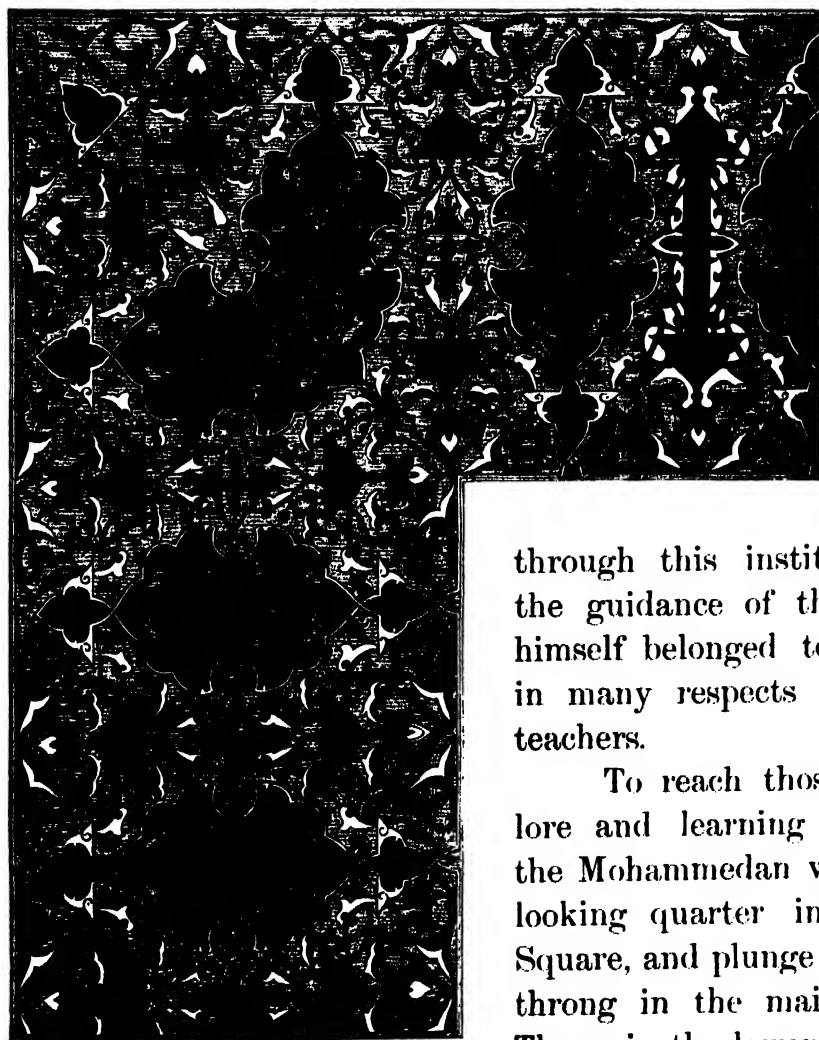 through this instit
the guidance of th
himself belonged to
in many respects
teachers.
To reach thos
lore and learning
the Mohammedan w
looking quarter in
Square, and plunge
throng in the mai